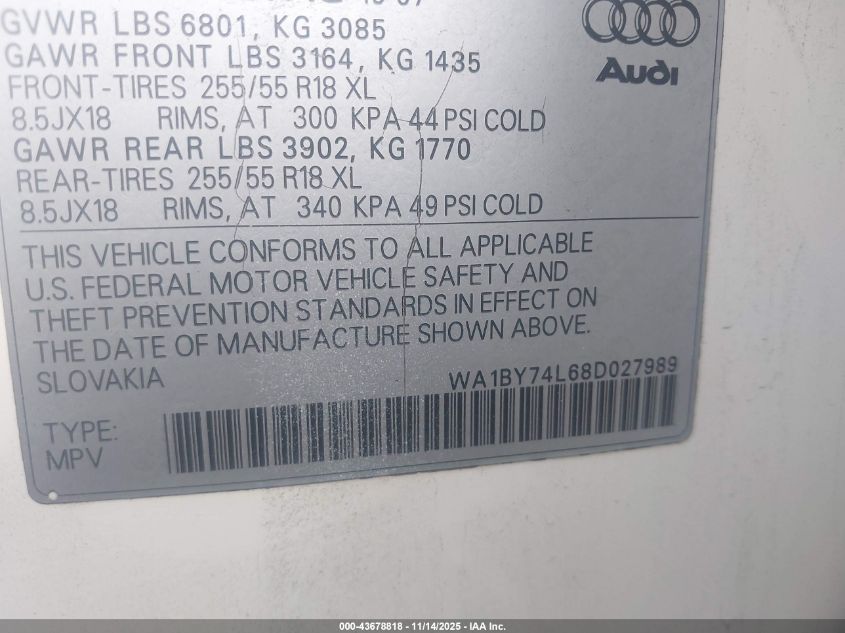 GVWR LBS 6801, KG 3085
GAWR FRONT LBS 3164, KG 1435
FRONT-TIRES 255/55 R18 XL
8.5JX18 RIMS, AT 300 KPA 44 PSI COLD
GAWR REAR LBS 3902, KG 1770
REAR-TIRES 255/55 R18 XL
8.5JX18 RIMS, AT 340 KPA 49 PSI COLD
Audi
THIS VEHICLE CONFORMS TO ALL APPLICABLE
U.S. FEDERAL MOTOR VEHICLE SAFETY AND
THEFT PREVENTION STANDARDS IN EFFECT ON
THE DATE OF MANUFACTURE SHOWN ABOVE.
SLOVAKIA WA1BY74L68D027989
TYPE:
MPV
000-43678818 - 11/14/2025 - IAA Inc.